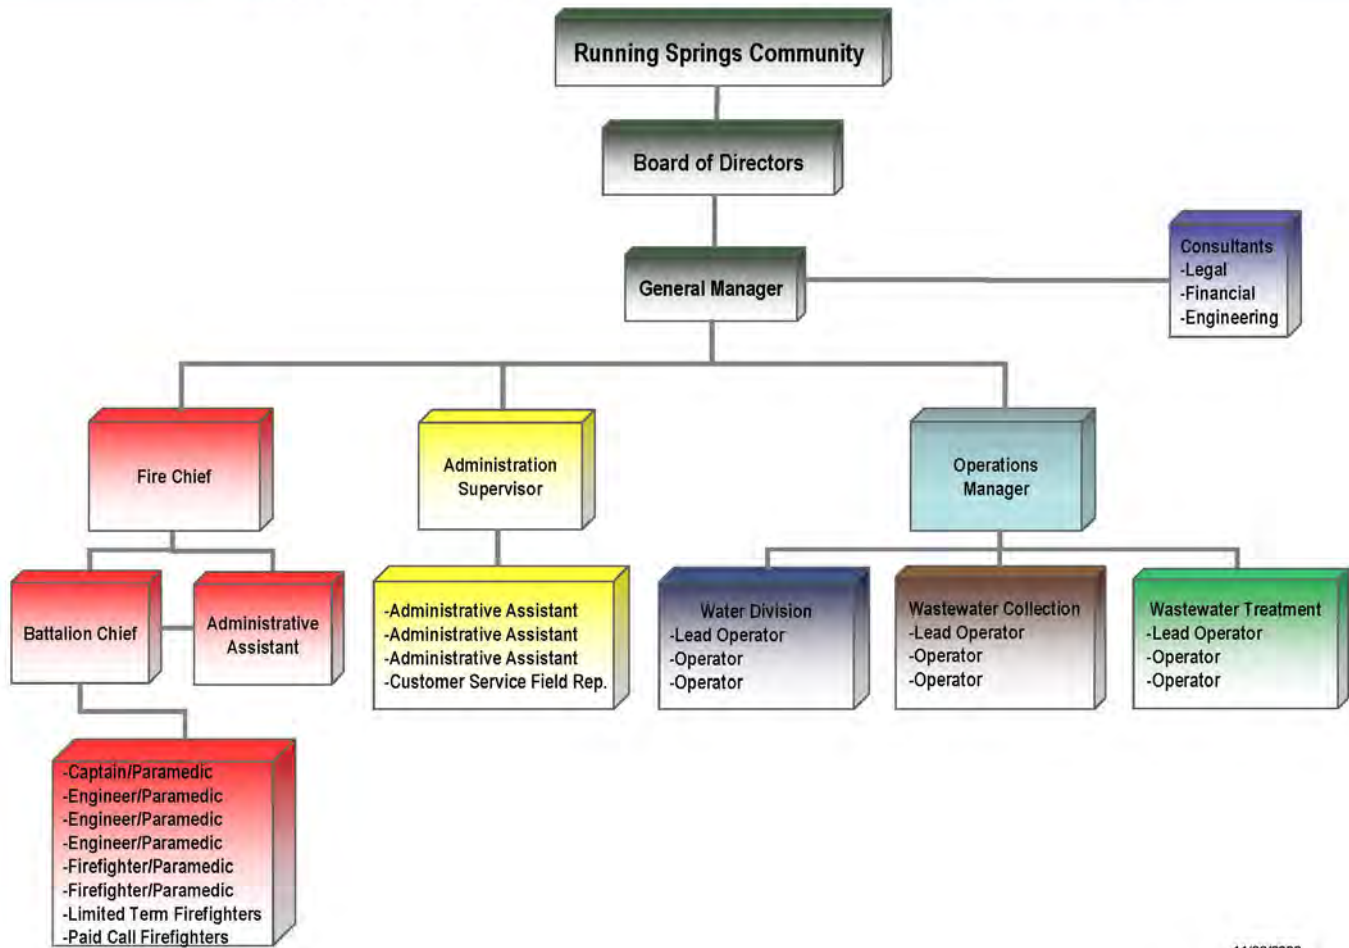 Running Springs Community
Board of Directors
General Manager
Consultants
-Legal
-Financial
-Engineering
Fire Chief
Administration
Supervisor
Operations
Manager
Battalion Chief
Administrative
Assistant
-Administrative Assistant
-Administrative Assistant
-Administrative Assistant
-Customer Service Field Rep.
Water Division
-Lead Operator
-Operator
-Operator
Wastewater Collection
-Lead Operator
-Operator
-Operator
Wastewater Treatment
-Lead Operator
-Operator
-Operator
-Captain/Paramedic
-Engineer/Paramedic
-Engineer/Paramedic
-Engineer/Paramedic
-Firefighter/Paramedic
-Firefighter/Paramedic
-Limited Term Firefighters
-Paid Call Firefighters